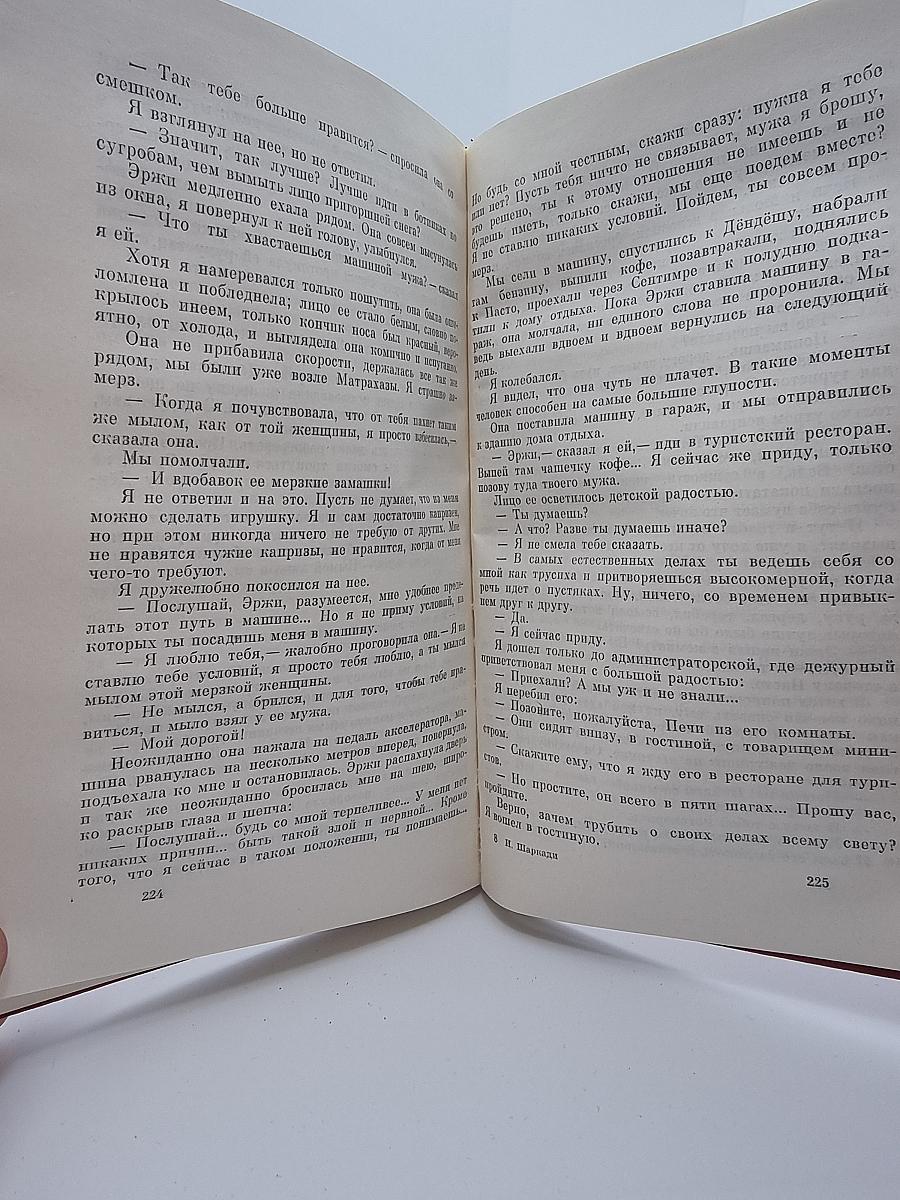 — Так тебе больше нравится? — спросила она со
смешком.
Я взглянул на нее, но не ответил.
— Значит, так лучше? Лучше идти в ботинках по
сугробам, чем вымыть лицо пригоршней снега?
Эржи медленно ехала рядом. Она совсем высунулась
из окна, я повернул к ней голову, улыбнулся.
— Что ты хвастаешься машиной мужа? — сказал
я ей.
Хотя я намеревался только пошутить, она была ошеломлена
ломлена и побледнела; лицо ее стало белым, словно по-
крылось инеем, только кончик носа был красный, веро-
ятно, от холода, и выглядела она комично и испуганно.
Она не прибавила скорости, держалась все так же
рядом, мы были уже возле Матрахазы. Я страшно за-
мерз.
— Когда я почувствовала, что от тебя пахнет таким
же мылом, как от той женщины, я просто взбесилась,—
сказала она.
Мы помолчали.
— И вдобавок ее мерзкие замашки!
Я не ответил и на это. Пусть не думает, что из меня
можно сделать игрушку. Я и сам достаточно капризен,
но при этом никогда ничего не требую от других. Мне
не нравятся чужие капризы, не нравится, когда от меня
чего-то требуют.
Я дружелюбно покосился на нее.
— Послушай, Эржи, разумеется, мне удобнее проде-
лать этот путь в машине... Но я не приму условий, на
которых ты посадишь меня в машину.
— Я люблю тебя,— жалобно проговорила она.— Я не
ставлю тебе условий, я просто тебя люблю, а ты мылся
мылом этой мерзкой женщины.
— Не мылся, а брился, и для того, чтобы тебе нра-
виться, и мыло взял у ее мужа.
— Мой дорогой!
Неожиданно она нажала на педаль акселератора, ма-
шина рванулась на несколько метров вперед, повернула,
подъехала ко мне и остановилась. Эржи распахнула дверь
и так же неожиданно бросилась мне на шею, широ-
ко раскрыв глаза и шепча:
— Послушай... будь со мной терпеливее... У меня нет
никаких причин... быть такой злой и нервной... Кроме
того, что я сейчас в таком положении, ты понимаешь...
224
Но будь со мной честным, скажи сразу: нужна я тебе
или нет? Пусть тебя ничто не связывает, мужа я брошу,
это решено, ты к этому отношения не имеешь и не
будешь иметь, только скажи, мы еще поедем вместе?
Я не ставлю никаких условий. Пойдем, ты совсем про-
мерз.
Мы сели в машину, спустились к Дёндёшу, набрали
там бензину, выпили кофе, позавтракали, поднялись
к Пасто, проехали через Септимре и к полудню подка-
тили к дому отдыха. Пока Эржи ставила машину в га-
раж, она молчала, ни единого слова не проронила. Мы
ведь выехали вдвоем и вдвоем вернулись на следующий
день.
Я колебался.
Я видел, что она чуть не плачет. В такие моменты
человек способен на самые большие глупости.
Она поставила машину в гараж, и мы отправились
к зданию дома отдыха.
— Эржи,— сказал я ей,— иди в туристский ресторан.
Выпей там чашечку кофе... Я сейчас же приду, только
позову туда твоего мужа.
Лицо ее осветилось детской радостью.
— Ты думаешь?
— А что? Разве ты думаешь иначе?
— Я не смела тебе сказать.
— В самых естественных делах ты ведешь себя со
мной как трусиха и притворяешься высокомерной, когда
речь идет о пустяках. Ну, ничего, со временем привык-
нем друг к другу.
— Да.
— Я сейчас приду.
Я дошел только до администраторской, где дежурный
приветствовал меня с большой радостью:
— Приехали? А мы уж и не знали...
Я перебил его:
— Позовите, пожалуйста, Печи из его комнаты.
— Они сидят внизу, в гостиной, с товарищем мини-
стром.
— Скажите ему, что я жду его в ресторане для тури-
стов.
— Но простите, он всего в пяти шагах... Прошу вас,
пройдите.
Верно, зачем трубить о своих делах всему свету?
Я вошел в гостиную.
8 И. Шаркади
225